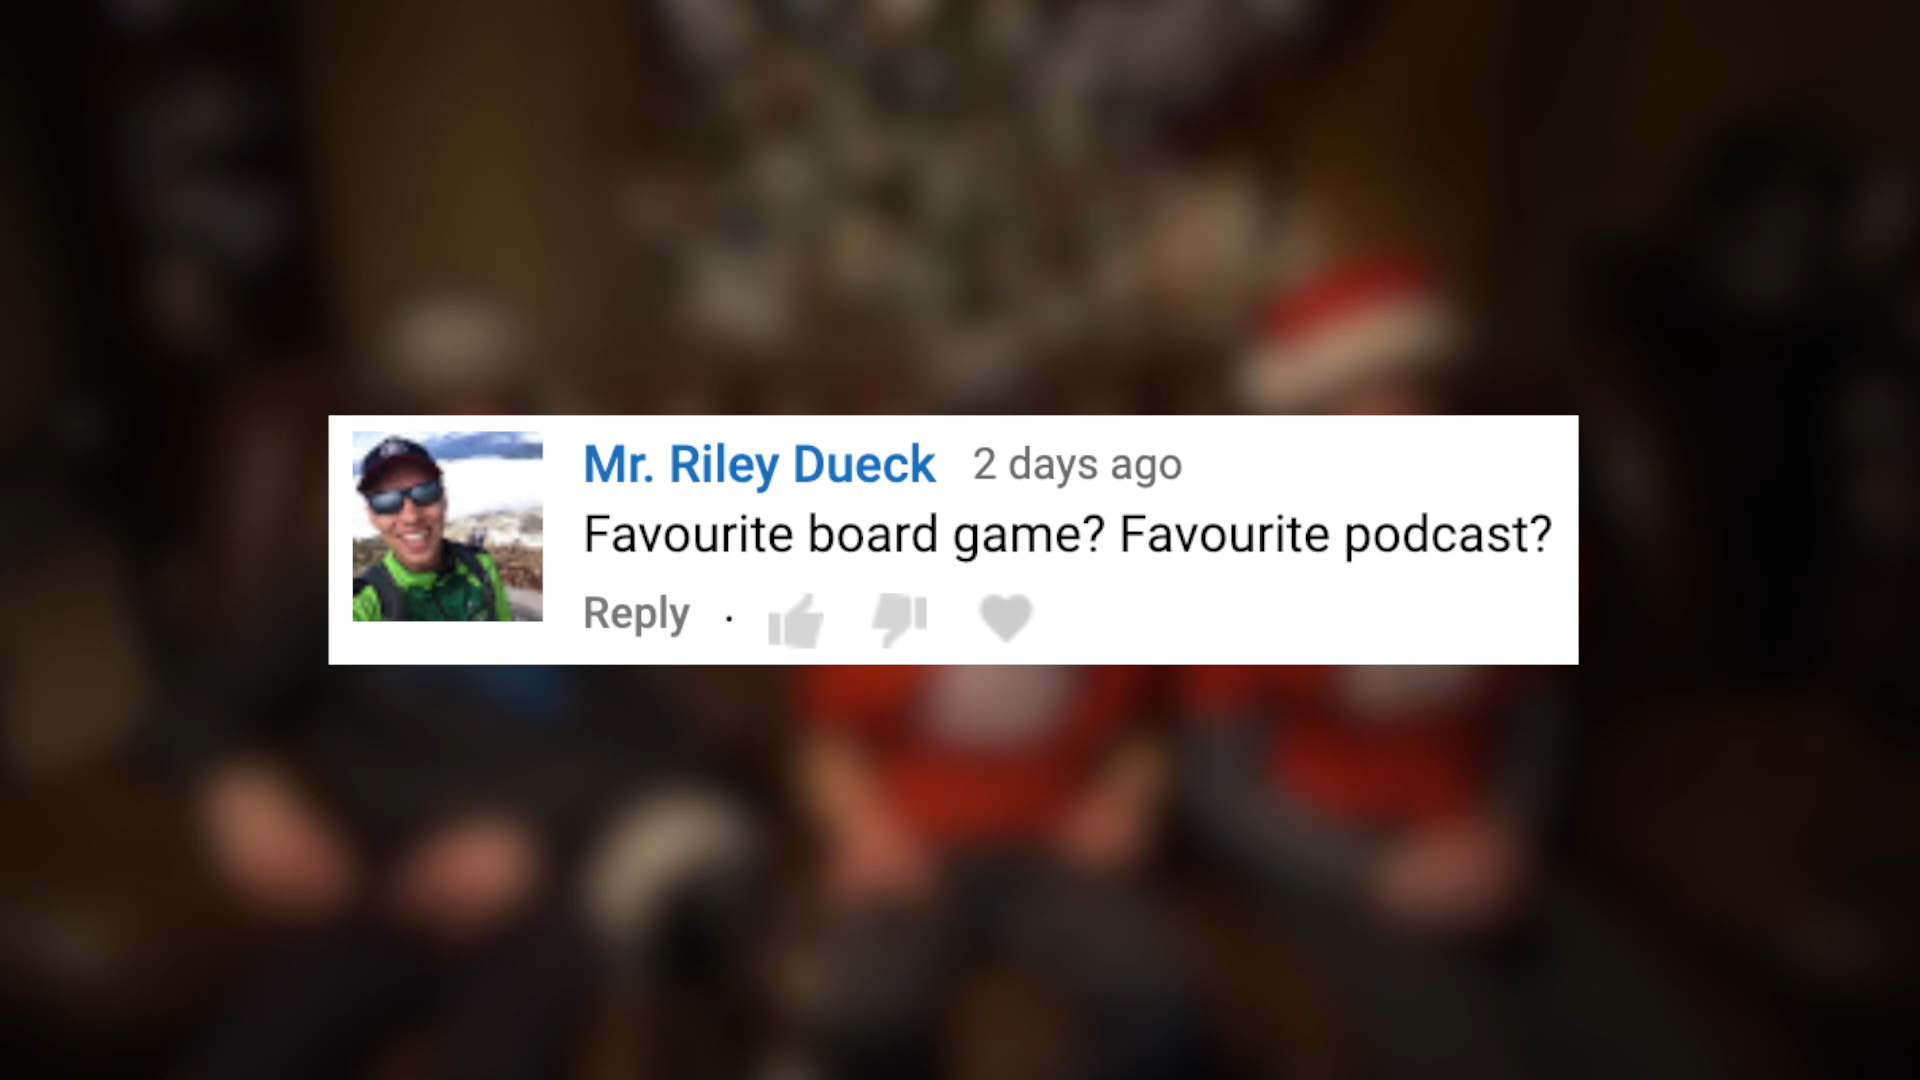 Mr. Riley Dueck 2 days ago
Favourite board game? Favourite podcast?
Reply ·